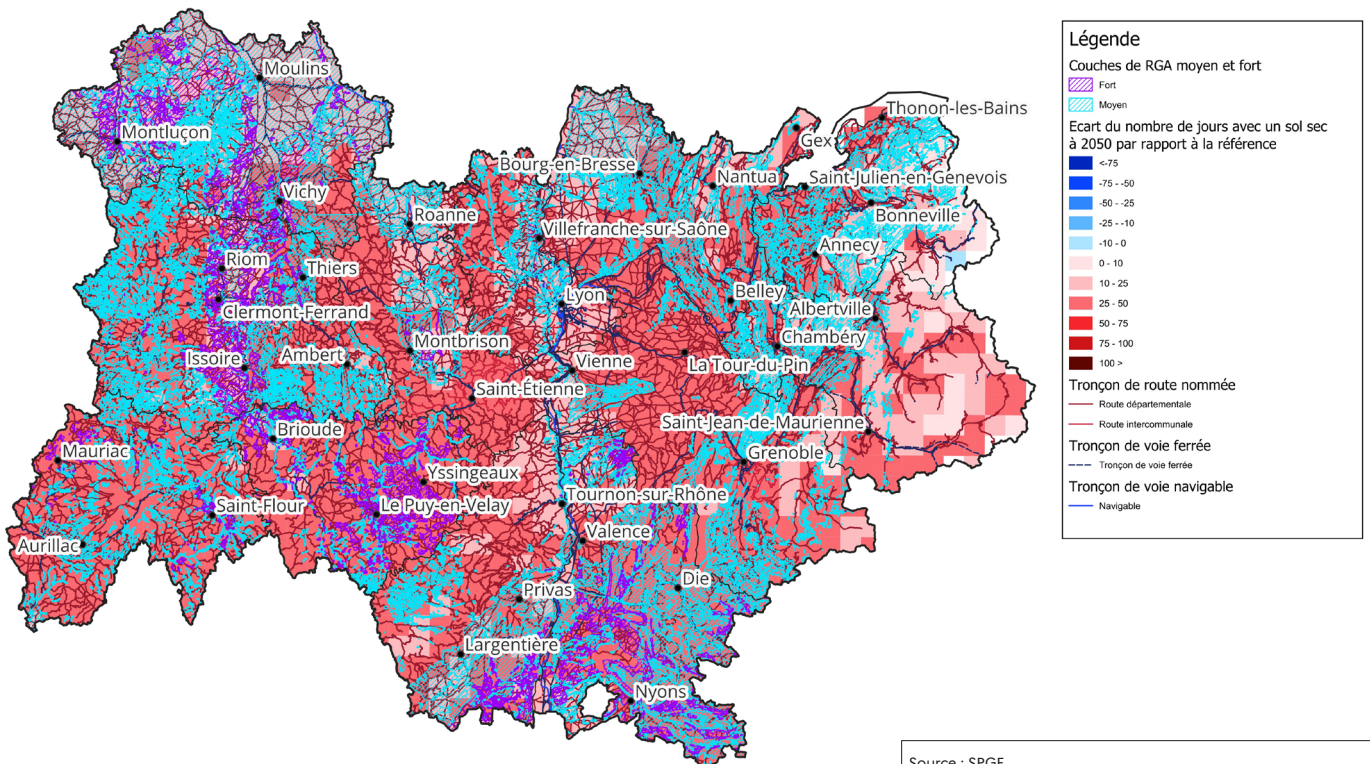 Moulins
Montluçon
Thonon-les-Bains
Gex
Bourg-en-Bresse
Nantua
Saint-Julien-en-Genevois
Vichy
Roanne
Bonneville
Villefranche-sur-Saône
Annecy
Riom
Thiers
Lyon
Belley
Clermont-Ferrand
Albertville
Montbrison
Chambéry
Issoire
Ambert
Vienne
La Tour-du-Pin
Saint-Étienne
Saint-Jean-de-Maurienne
Brioude
Mauriac
Grenoble
Yssingeaux
Saint-Flour
Le Puy-en-Velay
Tournon-sur-Rhône
Valence
Aurillac
Die
Privas
Largentière
Nyons
Légende
Couches de RGA moyen et fort
Fort
Moyen
Ecart du nombre de jours avec un sol sec
à 2050 par rapport à la référence
<-75
-75 - -50
-50 - -25
-25 - -10
-10 - 0
0 - 10
10 - 25
25 - 50
50 - 75
75 - 100
100 >
Tronçon de route nommée
Route départementale
Route intercommunale
Tronçon de voie ferrée
Tronçon de voie ferrée
Tronçon de voie navigable
Navigable